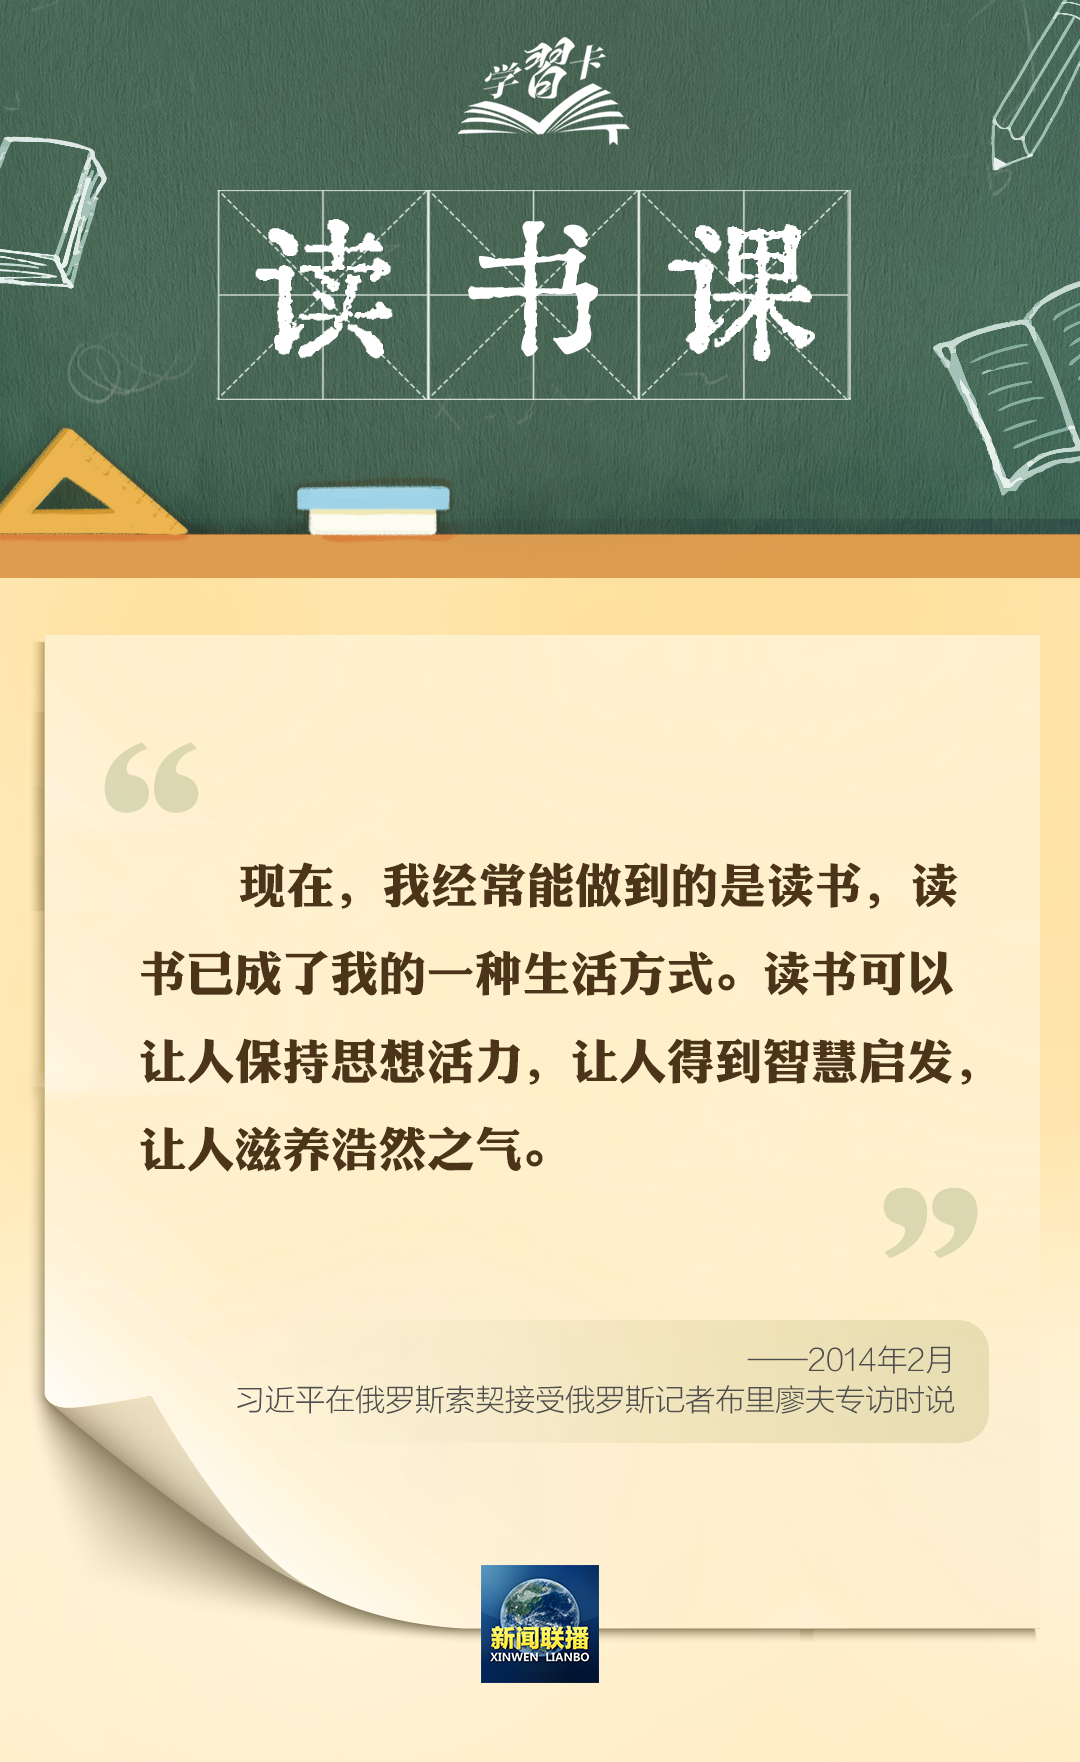 学習卡
读书课
“
现在，我经常能做到的是读书，读
书已成了我的一种生活方式。读书可以
让人保持思想活力，让人得到智慧启发，
让人滋养浩然之气。
”
——2014年2月
习近平在俄罗斯索契接受俄罗斯记者布里廖夫专访时说
新闻联播
XINWEN LIANBO